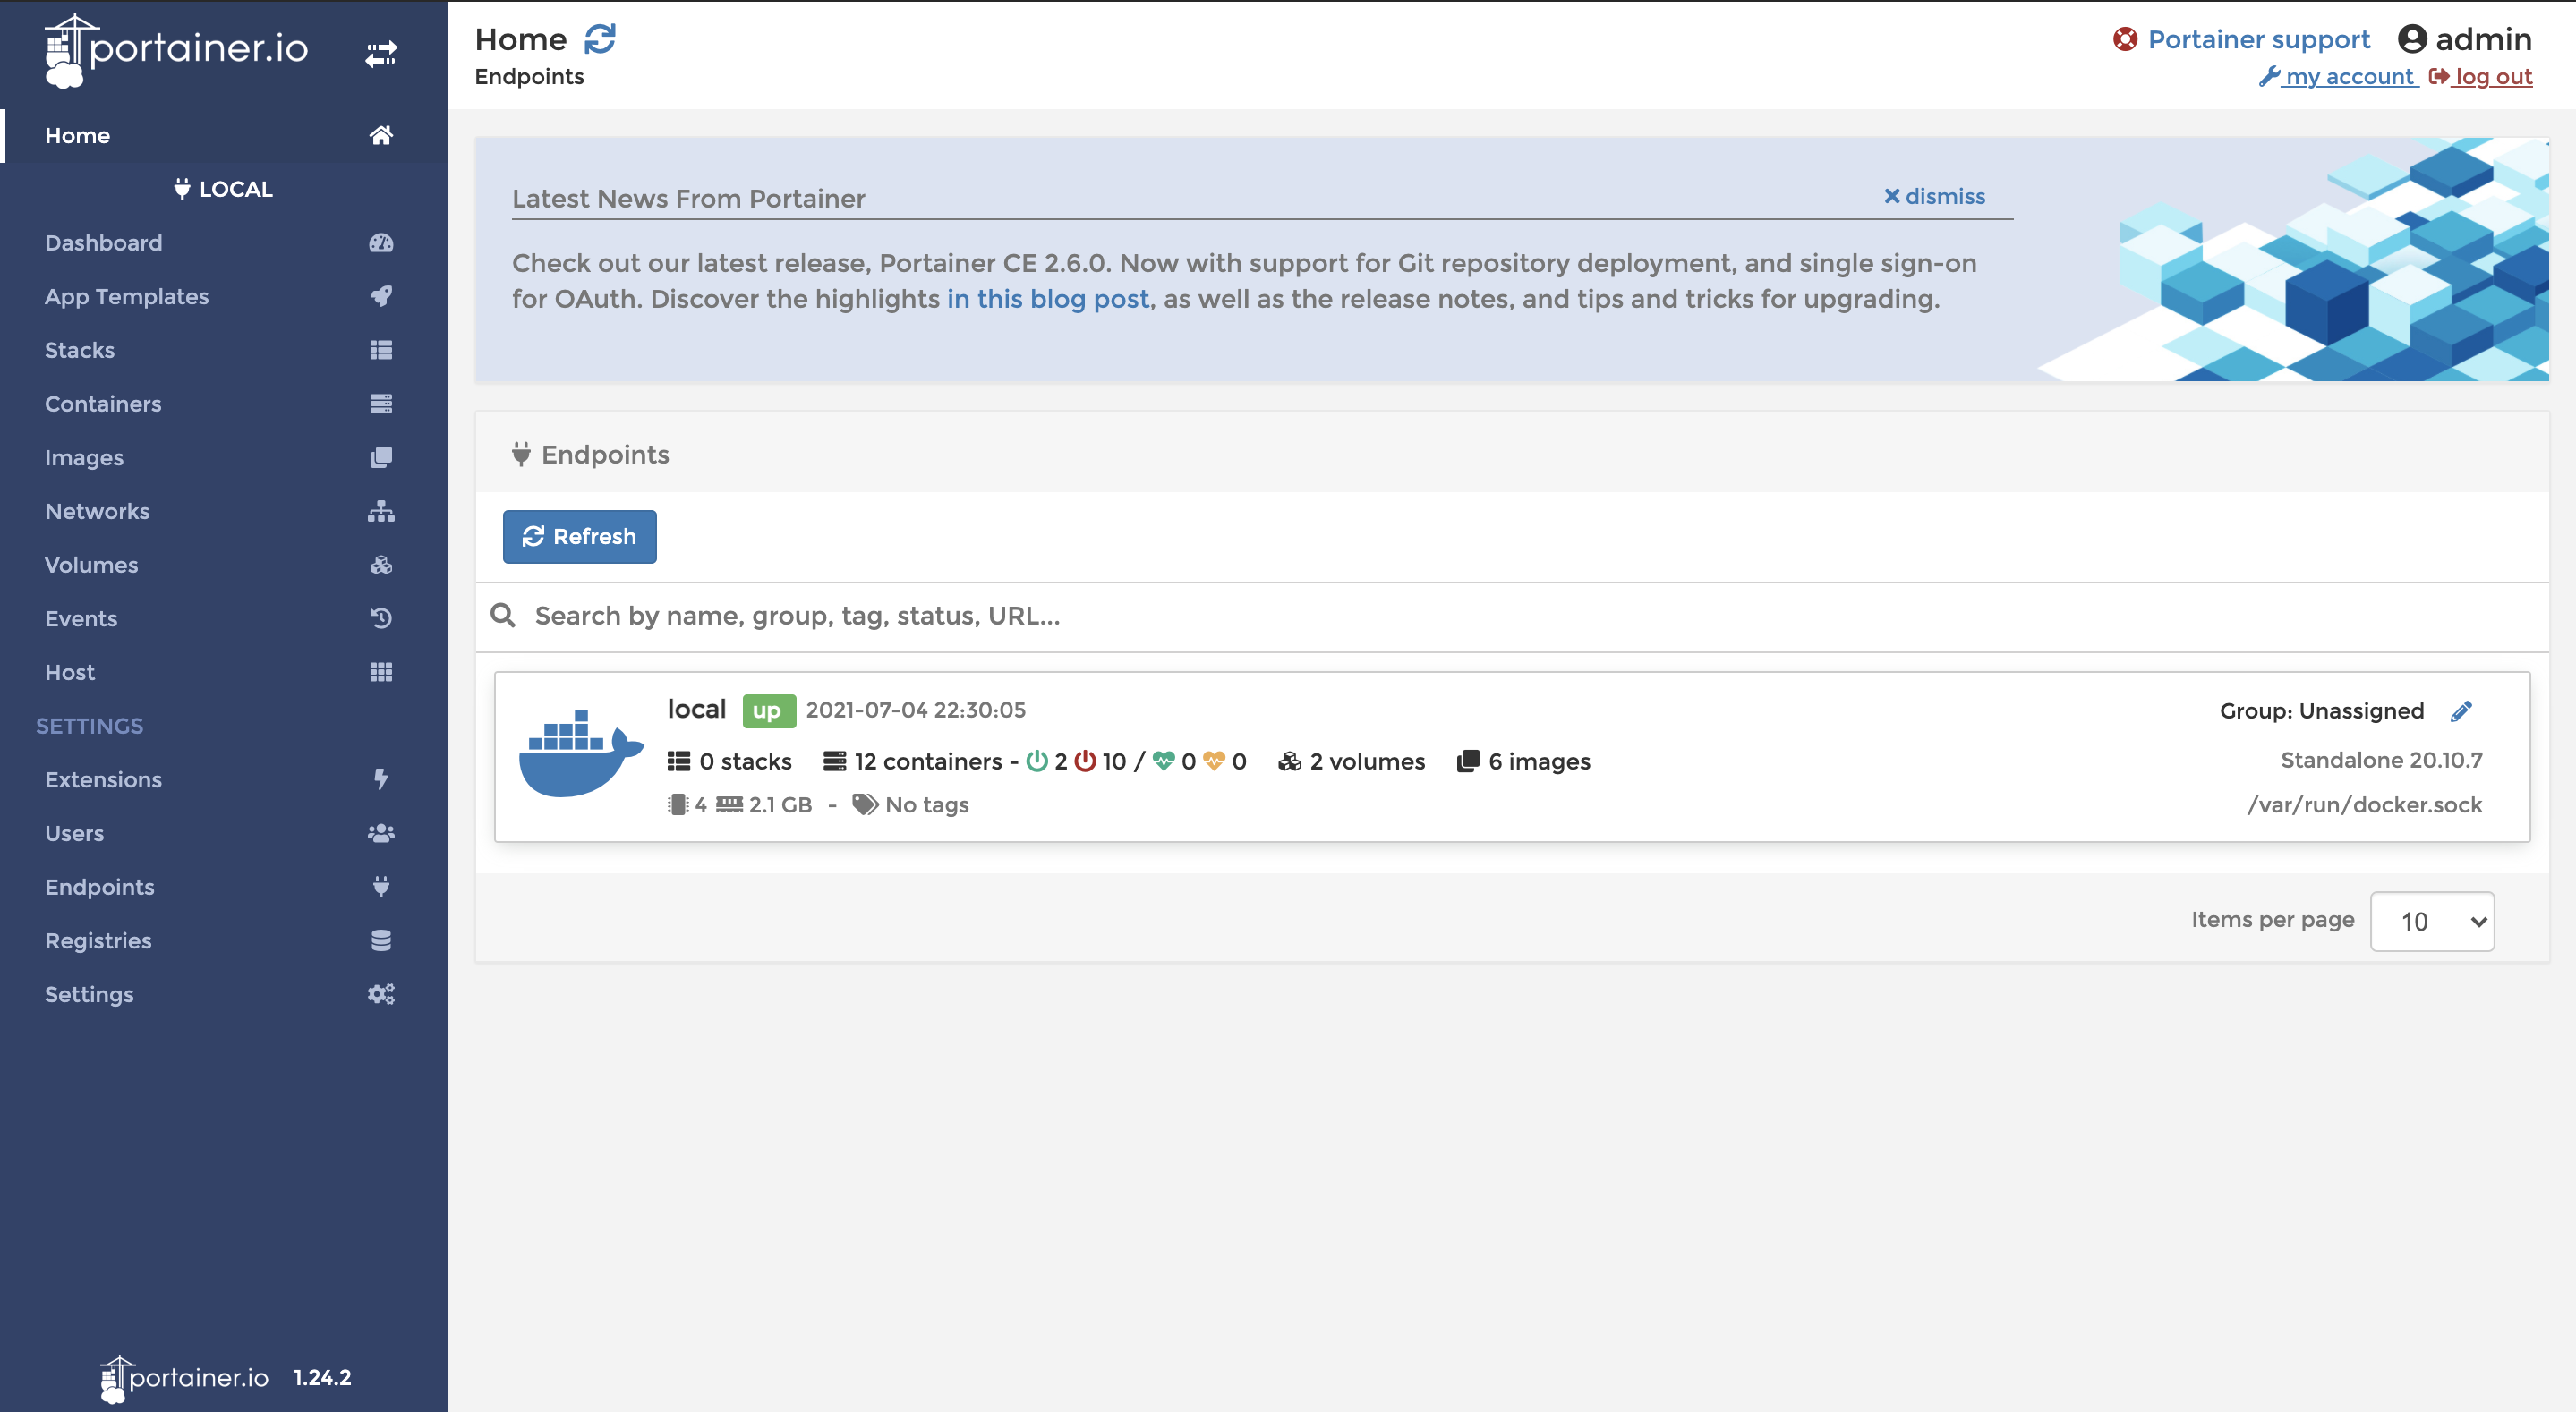 portainer.io
Home
LOCAL
Dashboard
App Templates
Stacks
Containers
Images
Networks
Volumes
Events
Host
SETTINGS
Extensions
Users
Endpoints
Registries
Settings
portainer.io 1.24.2
Home
Endpoints
Portainer support admin
my account log out
Latest News From Portainer dismiss
Check out our latest release, Portainer CE 2.6.0. Now with support for Git repository deployment, and single sign-on
for OAuth. Discover the highlights in this blog post, as well as the release notes, and tips and tricks for upgrading.
Endpoints
Refresh
Search by name, group, tag, status, URL...
local up 2021-07-04 22:30:05 Group: Unassigned
0 stacks 12 containers - 2 10 / 0 0 2 volumes 6 images Standalone 20.10.7
4 2.1 GB - No tags /var/run/docker.sock
Items per page 10